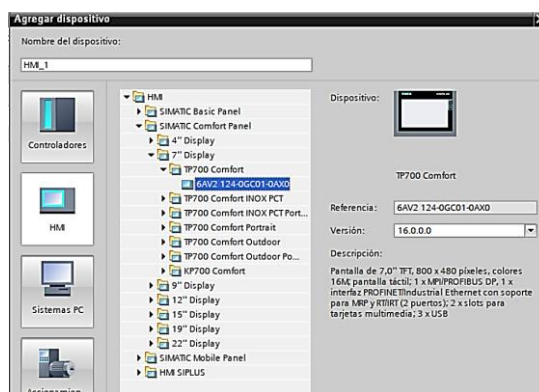 Agregar dispositivo
Nombre del dispositivo:
HMI_1
Controladores
HMI
Sistemas PC
HMI
SIMATIC Basic Panel
SIMATIC Comfort Panel
4" Display
7" Display
TP700 Comfort
6AV2 124-0GC01-0AX0
TP700 Comfort INOX PCT
TP700 Comfort INOX PCT Port...
TP700 Comfort Portrait
TP700 Comfort Outdoor
TP700 Comfort Outdoor Po...
KP700 Comfort
9" Display
12" Display
15" Display
19" Display
22" Display
SIMATIC Mobile Panel
HMI SIPLUS
Dispositivo:
TP700 Comfort
Referencia: 6AV2 124-0GC01-0AX0
Versión: 16.0.0.0
Descripción:
Pantalla de 7,0" TFT, 800 x 480 píxeles, colores
16M; pantalla táctil; 1 x MPI/PROFIBUS DP, 1 x
interfaz PROFINET/Industrial Ethernet con soporte
para MRP y RT/IRT (2 puertos); 2 x slots para
tarjetas multimedia; 3 x USB